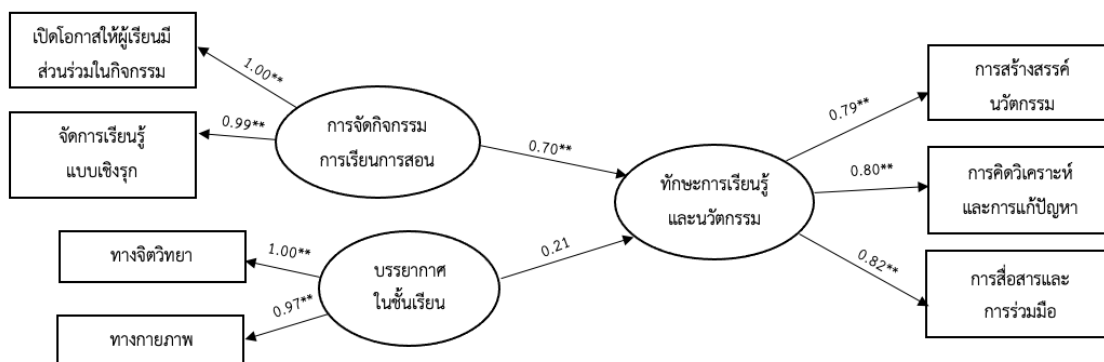 เปิดโอกาสให้ผู้เรียนมี
ส่วนร่วมในกิจกรรม
1.00**
จัดการเรียนรู้
แบบเชิงรุก
0.99**
การจัดกิจกรรม
การเรียนการสอน
0.70**
ทางจิตวิทยา
1.00**
ทางกายภาพ
0.97**
บรรยากาศ
ในชั้นเรียน
0.21
ทักษะการเรียนรู้
และนวัตกรรม
0.79**
การสร้างสรรค์
นวัตกรรม
0.80**
การคิดวิเคราะห์
และการแก้ปัญหา
0.82**
การสื่อสารและ
การร่วมมือ